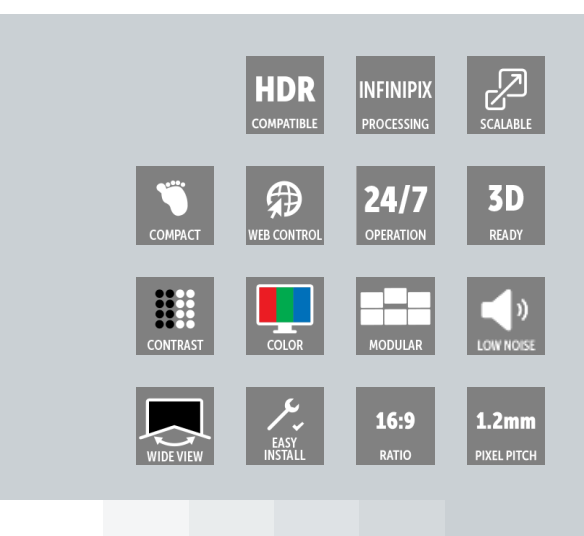 HDR
COMPATIBLE
INFINIPIX
PROCESSING
SCALABLE
COMPACT
WEB CONTROL
24/7
OPERATION
3D
READY
CONTRAST
COLOR
MODULAR
LOW NOISE
WIDE VIEW
EASY
INSTALL
16:9
RATIO
1.2mm
PIXEL PITCH